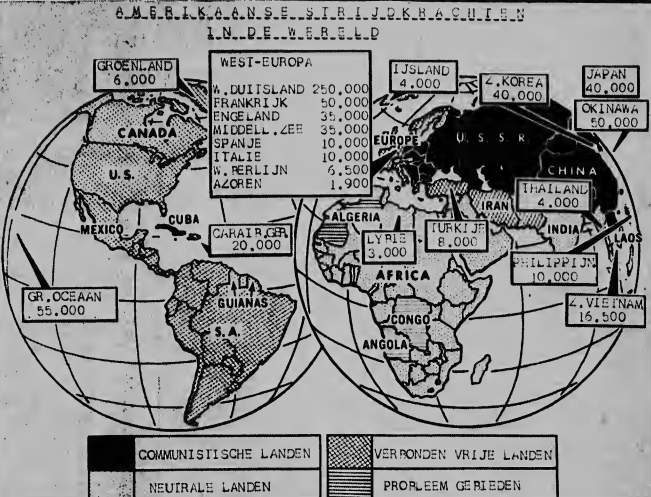 AMERIKAANSE STRIJDKRACHTEN
IN DE WERELD
GROENLAND
6.000
WEST-EUROPA
W.DUITSLAND 250.000
FRANKRIJK 50.000
ENGELAND 35.000
MIDDELL.ZEE 35.000
SPANJE 10.000
ITALIE 10.000
W.BERLIJN 6.500
AZOREN 1.900
IJSLAND
4.000
Z.KOREA
40.000
JAPAN
40.000
OKINAWA
50.000
CANADA
U.S.
MEXICO
CUBA
CARAIB.GEB.
20.000
GR.OCEAAN
55.000
GUIANAS
S.A.
EUROPE
U.S.S.R.
CHINA
THAILAND
4.000
IRAN
INDIA
LAOS
ALGERIA
LYBIE
3.000
TURKIJE
8.000
AFRICA
PHILIPPIJN
10.000
Z.VIETNAM
16.500
CONGO
ANGOLA
COMMUNISTISCHE LANDEN
VERBONDEN VRIJE LANDEN
NEUTRALE LANDEN
PROBLEEM GEBIEDEN